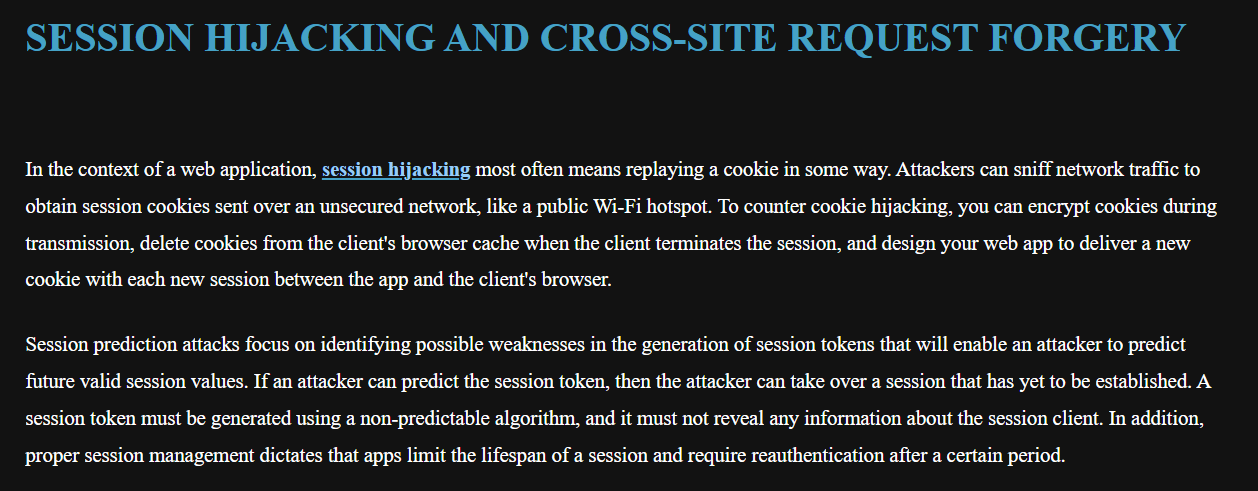 SESSION HIJACKING AND CROSS-SITE REQUEST FORGERY
In the context of a web application, session hijacking most often means replaying a cookie in some way. Attackers can sniff network traffic to
obtain session cookies sent over an unsecured network, like a public Wi-Fi hotspot. To counter cookie hijacking, you can encrypt cookies during
transmission, delete cookies from the client's browser cache when the client terminates the session, and design your web app to deliver a new
cookie with each new session between the app and the client's browser.
Session prediction attacks focus on identifying possible weaknesses in the generation of session tokens that will enable an attacker to predict
future valid session values. If an attacker can predict the session token, then the attacker can take over a session that has yet to be established. A
session token must be generated using a non-predictable algorithm, and it must not reveal any information about the session client. In addition,
proper session management dictates that apps limit the lifespan of a session and require reauthentication after a certain period.